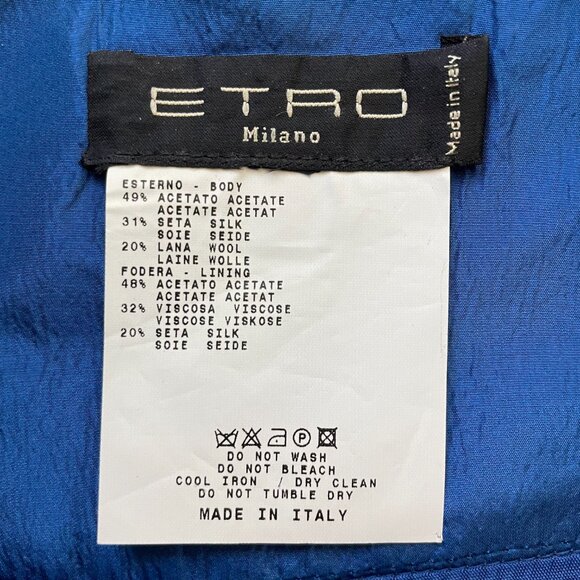 ETRO
Milano
Made in Italy
ESTERNO - BODY
49% ACETATO ACETATE
ACETATE ACETAT
31% SETA SILK
SOIE SEIDE
20% LANA WOOL
LAINE WOLLE
FODERA - LINING
48% ACETATO ACETATE
ACETATE ACETAT
32% VISCOSA VISCOSE
VISCOSE VISKOSE
20% SETA SILK
SOIE SEIDE
P
DO NOT WASH
DO NOT BLEACH
COOL IRON / DRY CLEAN
DO NOT TUMBLE DRY
MADE IN ITALY